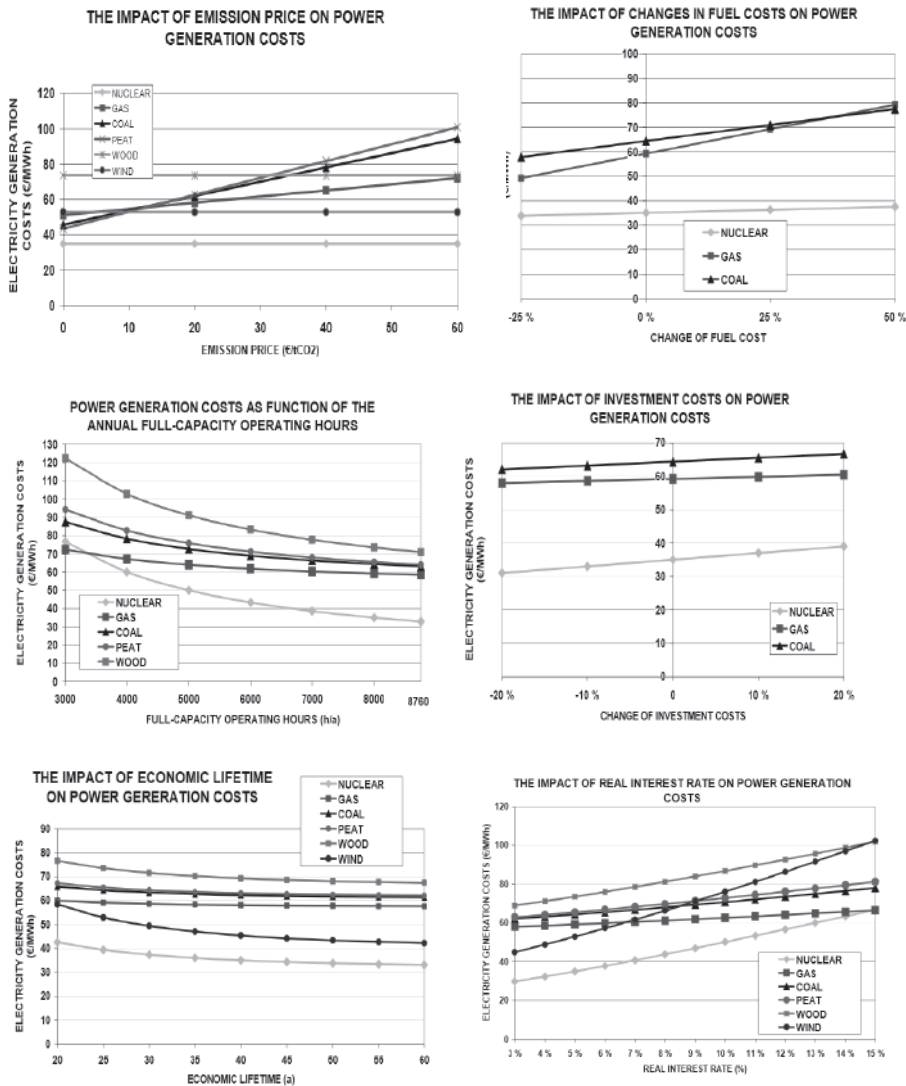 THE IMPACT OF EMISSION PRICE ON POWER
GENERATION COSTS
ELECTRICITY GENERATION
COSTS (€/MWh)
120
100
80
60
40
20
0
NUCLEAR
GAS
COAL
PEAT
WOOD
WIND
0
10
20
30
40
50
60
EMISSION PRICE (€/tCO2)
THE IMPACT OF CHANGES IN FUEL COSTS ON POWER
GENERATION COSTS
100
90
80
70
60
50
40
30
20
10
0
NUCLEAR
GAS
COAL
-25 %
0 %
25 %
50 %
CHANGE OF FUEL COST
POWER GENERATION COSTS AS FUNCTION OF THE
ANNUAL FULL-CAPACITY OPERATING HOURS
ELECTRICITY GENERATION COSTS
(€/MWh)
130
120
110
100
90
80
70
60
50
40
30
20
10
0
NUCLEAR
GAS
COAL
PEAT
WOOD
3000
4000
5000
6000
7000
8000
8760
FULL-CAPACITY OPERATING HOURS (h/a)
THE IMPACT OF INVESTMENT COSTS ON POWER
GENERATION COSTS
ELECTRICITY GENERATION COSTS
(€/MWh)
70
60
50
40
30
20
10
0
NUCLEAR
GAS
COAL
-20 %
-10 %
0
10 %
20 %
CHANGE OF INVESTMENT COSTS
THE IMPACT OF ECONOMIC LIFETIME
ON POWER GERERATION COSTS
ELECTRICITY GENERATION COSTS
(€/MWh)
90
80
70
60
50
40
30
20
10
0
NUCLEAR
GAS
COAL
PEAT
WOOD
WIND
20
25
30
35
40
45
50
55
60
ECONOMIC LIFETIME (a)
THE IMPACT OF REAL INTEREST RATE ON POWER GENERATION
COSTS
ELECTRICITY GENERATION COSTS (€/MWh)
120
100
80
60
40
20
0
NUCLEAR
GAS
COAL
PEAT
WOOD
WIND
3 %
4 %
5 %
6 %
7 %
8 %
9 %
10 %
11 %
12 %
13 %
14 %
15 %
REAL INTEREST RATE (%)